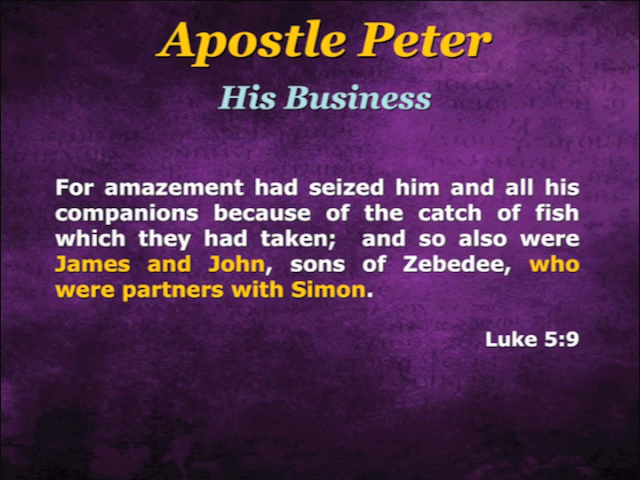 Apostle Peter
His Business
For amazement had seized him and all his
companions because of the catch of fish
which they had taken; and so also were
James and John, sons of Zebedee, who
were partners with Simon.
Luke 5:9